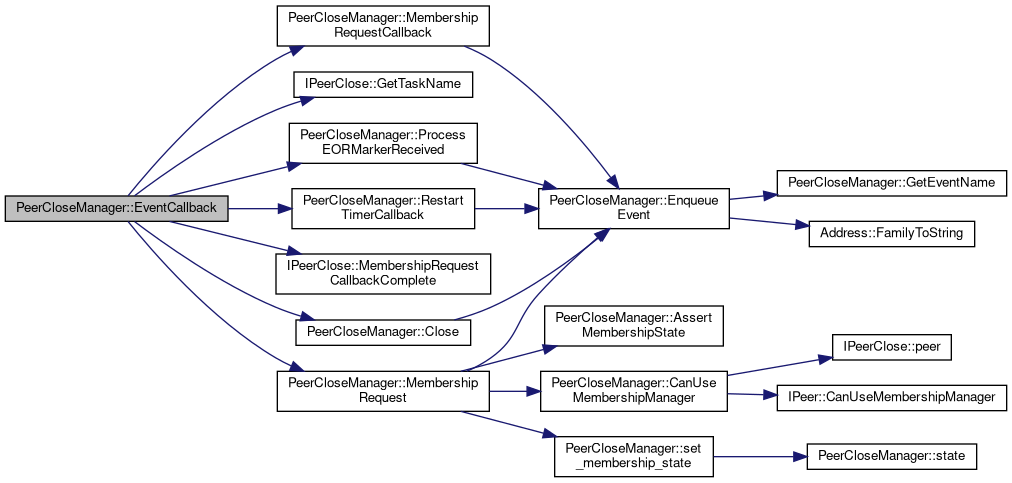 PeerCloseManager::EventCallback
PeerCloseManager::Membership
RequestCallback
IPeerClose::GetTaskName
PeerCloseManager::Process
EORMarkerReceived
PeerCloseManager::Restart
TimerCallback
IPeerClose::MembershipRequest
CallbackComplete
PeerCloseManager::Close
PeerCloseManager::Membership
Request
PeerCloseManager::Enqueue
Event
PeerCloseManager::Assert
MembershipState
PeerCloseManager::CanUse
MembershipManager
PeerCloseManager::set
_membership_state
PeerCloseManager::GetEventName
Address::FamilyToString
IPeerClose::peer
IPeer::CanUseMembershipManager
PeerCloseManager::state